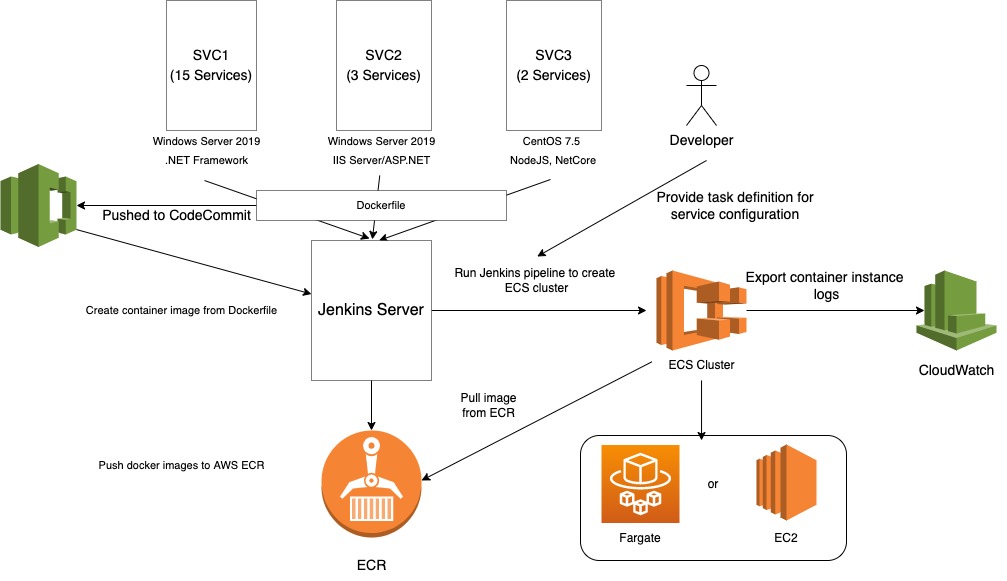 SVC1
(15 Services)
SVC2
(3 Services)
SVC3
(2 Services)
Windows Server 2019
.NET Framework
Windows Server 2019
IIS Server/ASP.NET
CentOS 7.5
NodeJS, NetCore
Developer
Dockerfile
Pushed to CodeCommit
Provide task definition for
service configuration
Run Jenkins pipeline to create
ECS cluster
Export container instance
logs
Create container image from Dockerfile
Jenkins Server
ECS Cluster
CloudWatch
Pull image
from ECR
Push docker images to AWS ECR
ECR
Fargate
or
EC2